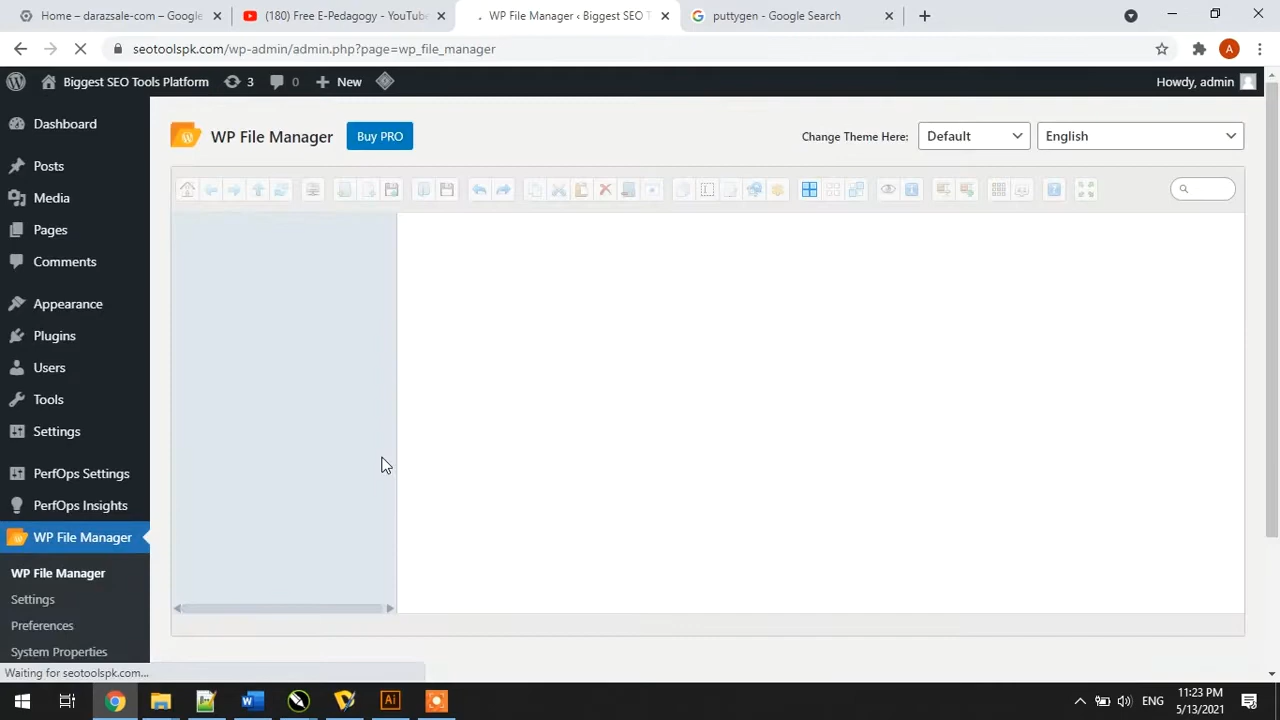 Home – darazsale-com – Google
(180) Free E-Pedagogy - YouTube
WP File Manager ‹ Biggest SEO T
puttygen - Google Search
seotoolspk.com/wp-admin/admin.php?page=wp_file_manager
A
Biggest SEO Tools Platform
3
0
New
Howdy, admin
Dashboard
Posts
Media
Pages
Comments
Appearance
Plugins
Users
Tools
Settings
PerfOps Settings
PerfOps Insights
WP File Manager
WP File Manager
Settings
Preferences
System Properties
WP File Manager
Buy PRO
Change Theme Here:
Default
English
Waiting for seotoolspk.com...
Ai
ENG
11:23 PM
5/13/2021